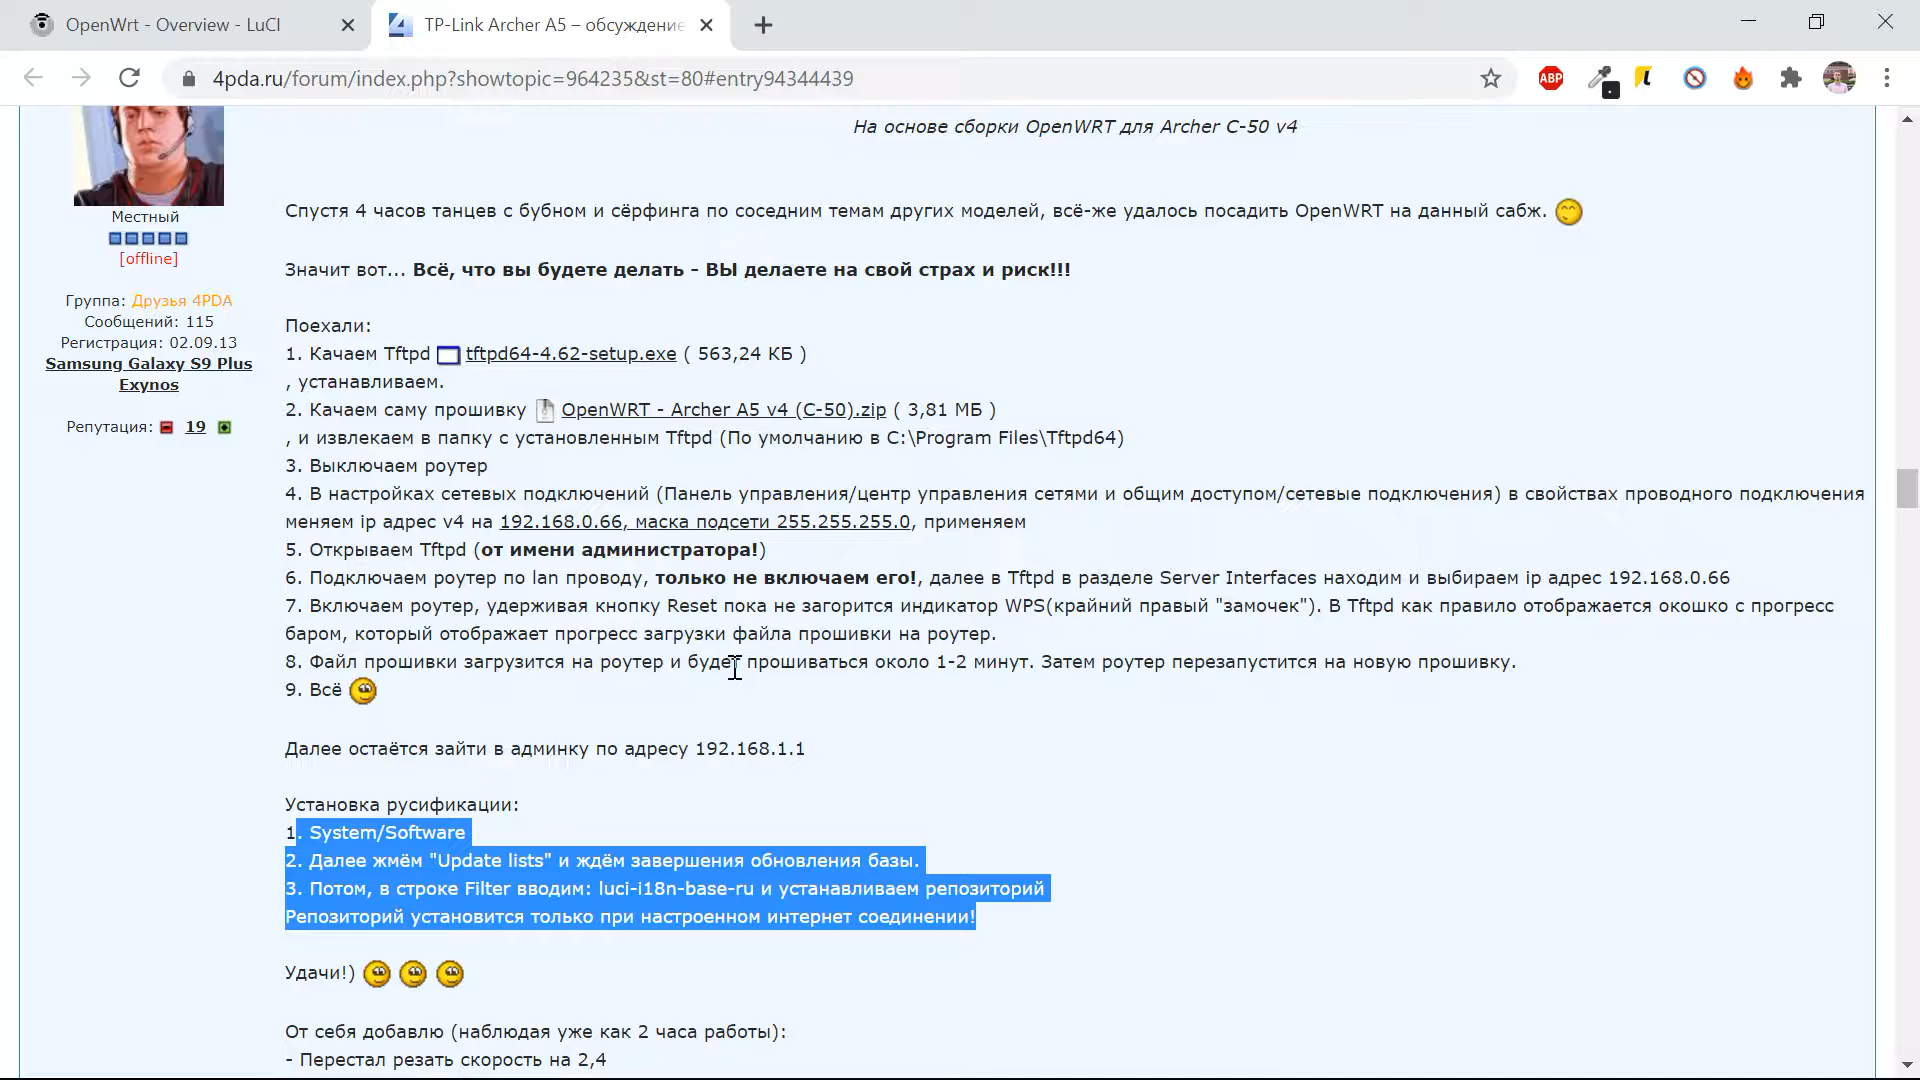 OpenWrt - Overview - LuCI
TP-Link Archer A5 – обсуждение
4pda.ru/forum/index.php?showtopic=964235&st=80#entry94344439
ABP
На основе сборки OpenWRT для Archer C-50 v4
Местный
[offline]
Группа: Друзья 4PDA
Сообщений: 115
Регистрация: 02.09.13
Samsung Galaxy S9 Plus
Exynos
Репутация: 19
Спустя 4 часов танцев с бубном и сёрфинга по соседним темам других моделей, всё-же удалось посадить OpenWRT на данный сабж.
Значит вот... Всё, что вы будете делать - ВЫ делаете на свой страх и риск!!!
Поехали:
1. Качаем Tftpd tftpd64-4.62-setup.exe ( 563,24 КБ )
, устанавливаем.
2. Качаем саму прошивку OpenWRT - Archer A5 v4 (C-50).zip ( 3,81 МБ )
, и извлекаем в папку с установленным Tftpd (По умолчанию в C:\Program Files\Tftpd64)
3. Выключаем роутер
4. В настройках сетевых подключений (Панель управления/центр управления сетями и общим доступом/сетевые подключения) в свойствах проводного подключения
меняем ip адрес v4 на 192.168.0.66, маска подсети 255.255.255.0, применяем
5. Открываем Tftpd (от имени администратора!)
6. Подключаем роутер по lan проводу, только не включаем его!, далее в Tftpd в разделе Server Interfaces находим и выбираем ip адрес 192.168.0.66
7. Включаем роутер, удерживая кнопку Reset пока не загорится индикатор WPS(крайний правый "замочек"). В Tftpd как правило отображается окошко с прогресс
баром, который отображает прогресс загрузки файла прошивки на роутер.
8. Файл прошивки загрузится на роутер и будет прошиваться около 1-2 минут. Затем роутер перезапустится на новую прошивку.
9. Всё
Далее остаётся зайти в админку по адресу 192.168.1.1
Установка русификации:
1. System/Software
2. Далее жмём "Update lists" и ждём завершения обновления базы.
3. Потом, в строке Filter вводим: luci-i18n-base-ru и устанавливаем репозиторий
Репозиторий установится только при настроенном интернет соединении!
Удачи!)
От себя добавлю (наблюдая уже как 2 часа работы):
- Перестал резать скорость на 2,4